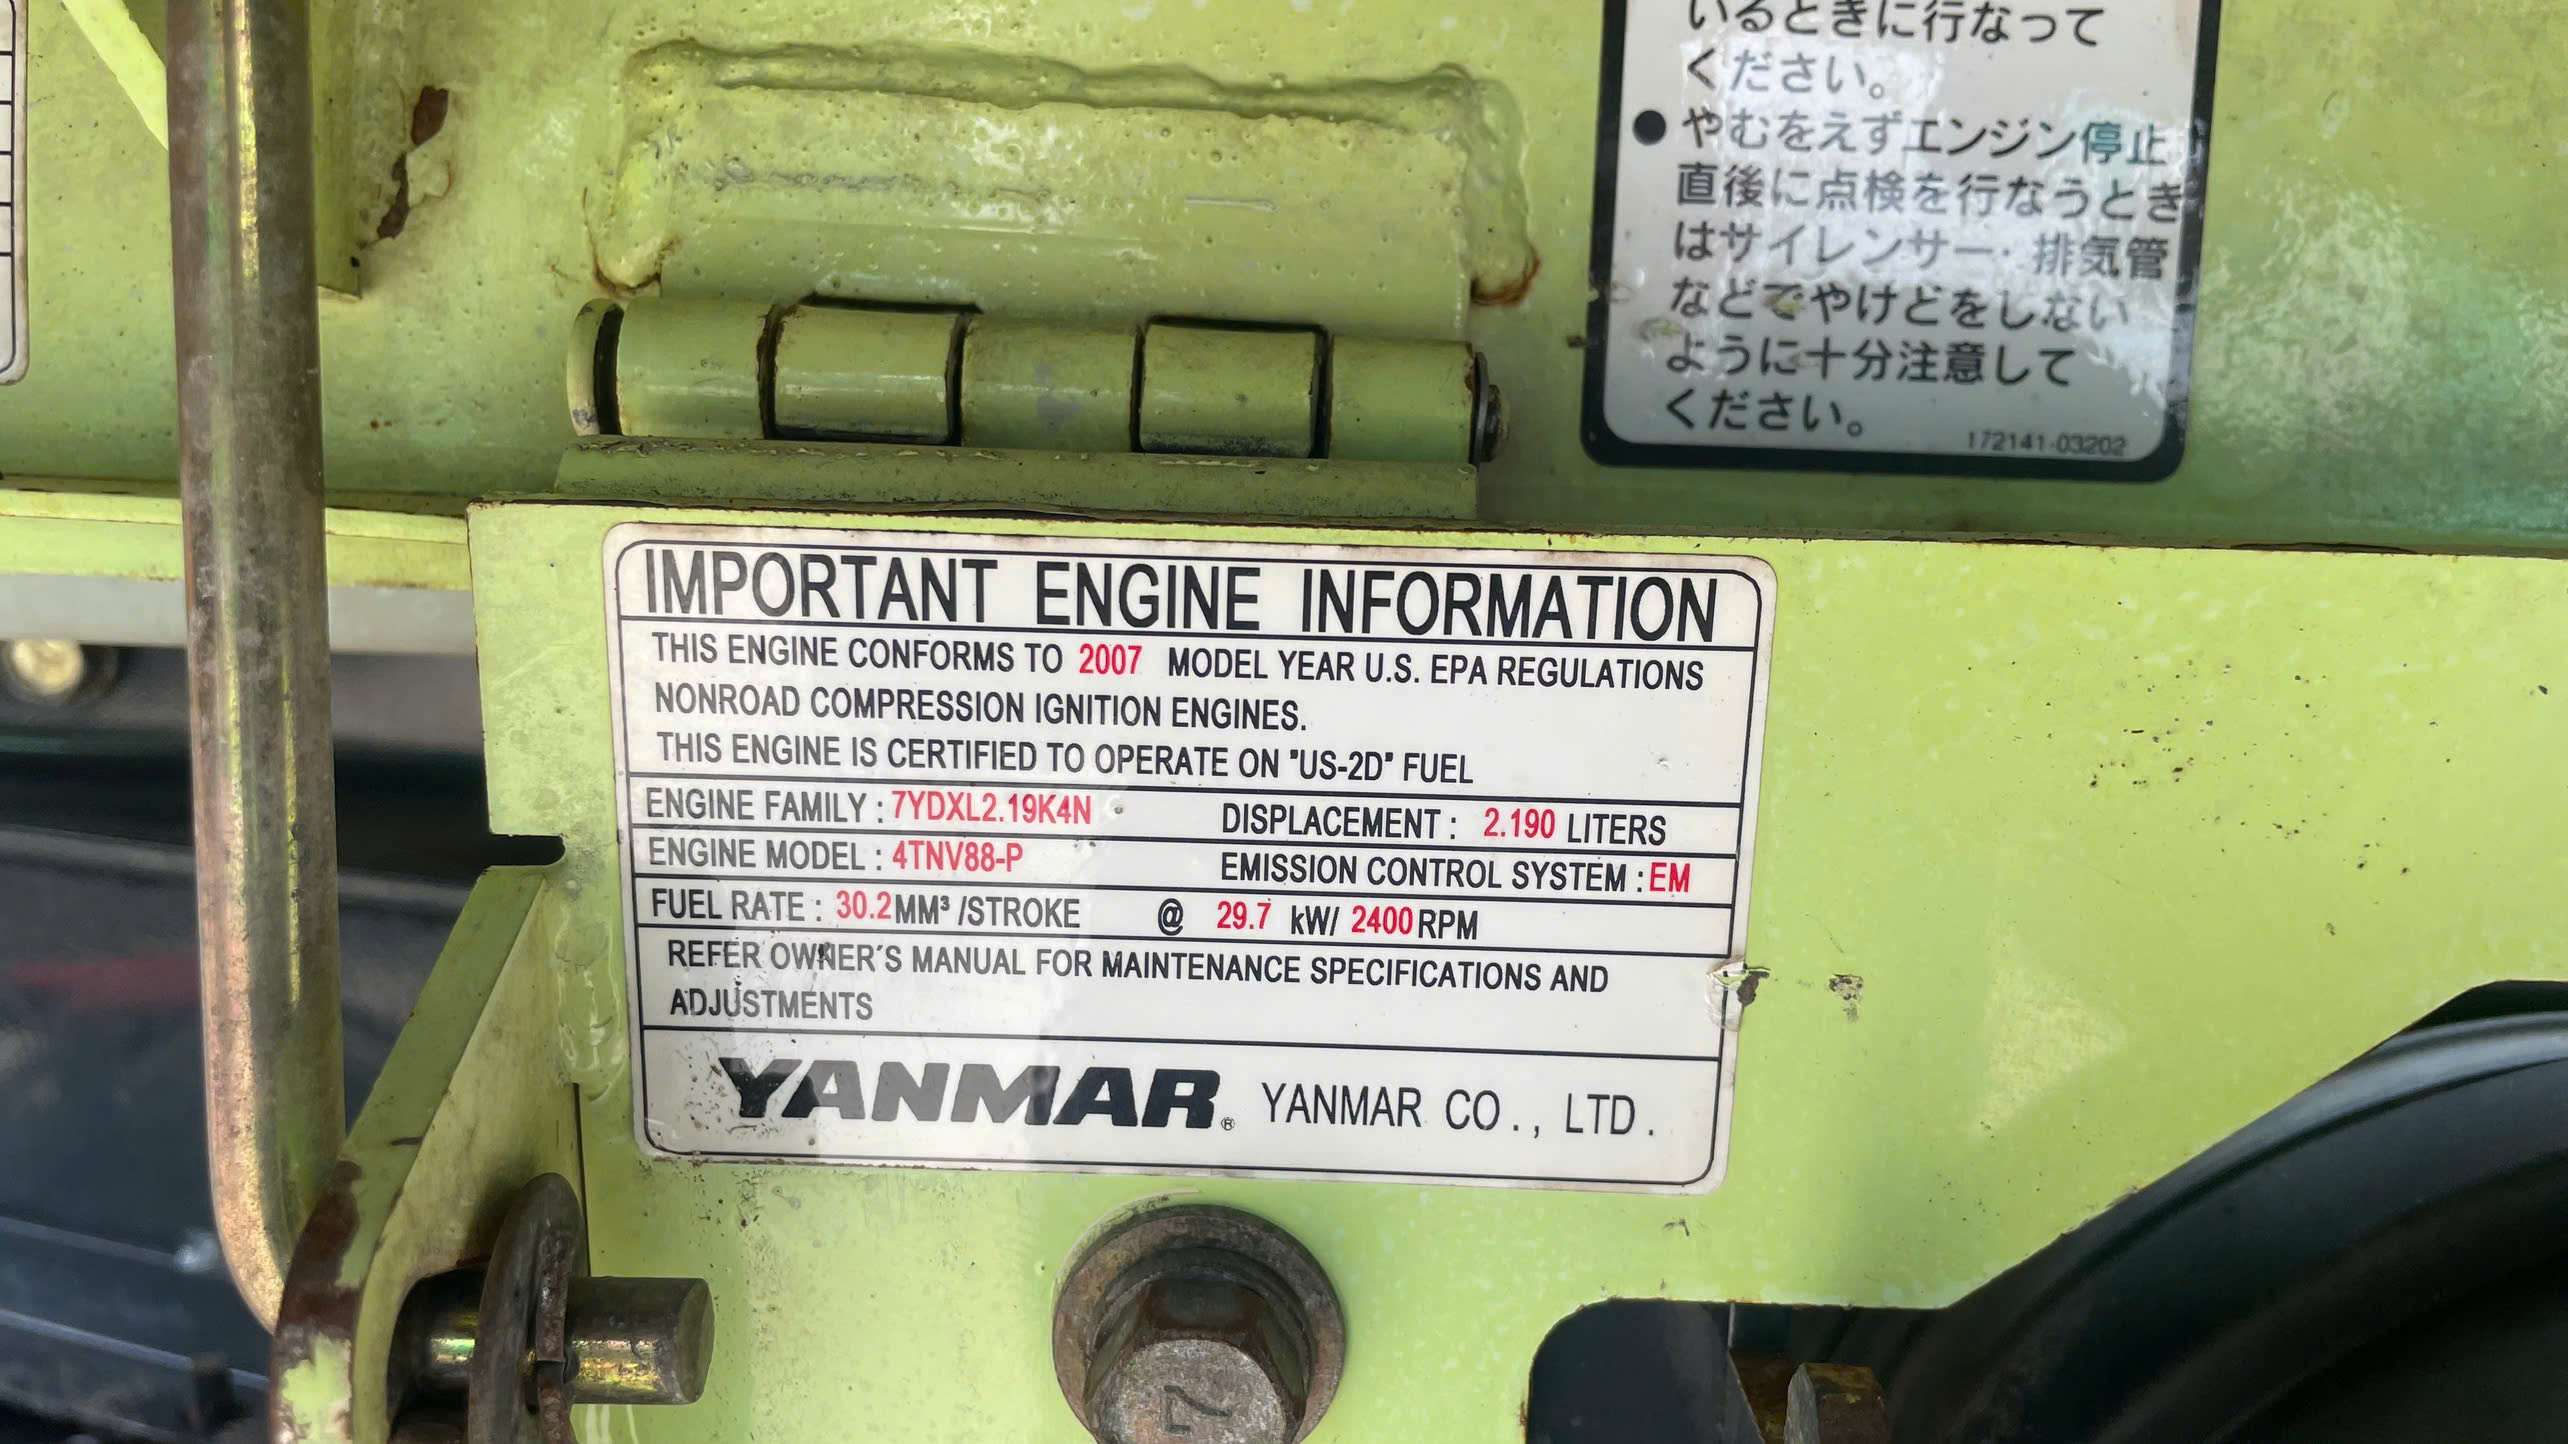 いるときに行なって
ください。
●やむをえずエンジン停止
直後に点検を行なうとき
はサイレンサー・排気管
などでやけどをしない
ように十分注意して
ください。
172141-03202
IMPORTANT ENGINE INFORMATION
THIS ENGINE CONFORMS TO 2007 MODEL YEAR U.S. EPA REGULATIONS
NONROAD COMPRESSION IGNITION ENGINES.
THIS ENGINE IS CERTIFIED TO OPERATE ON "US-2D" FUEL
ENGINE FAMILY : 7YDXL2.19K4N DISPLACEMENT : 2.190 LITERS
ENGINE MODEL : 4TNV88-P EMISSION CONTROL SYSTEM : EM
FUEL RATE : 30.2MM³ /STROKE @ 29.7 kW/ 2400RPM
REFER OWNER'S MANUAL FOR MAINTENANCE SPECIFICATIONS AND
ADJUSTMENTS
YANMAR® YANMAR CO., LTD.
7